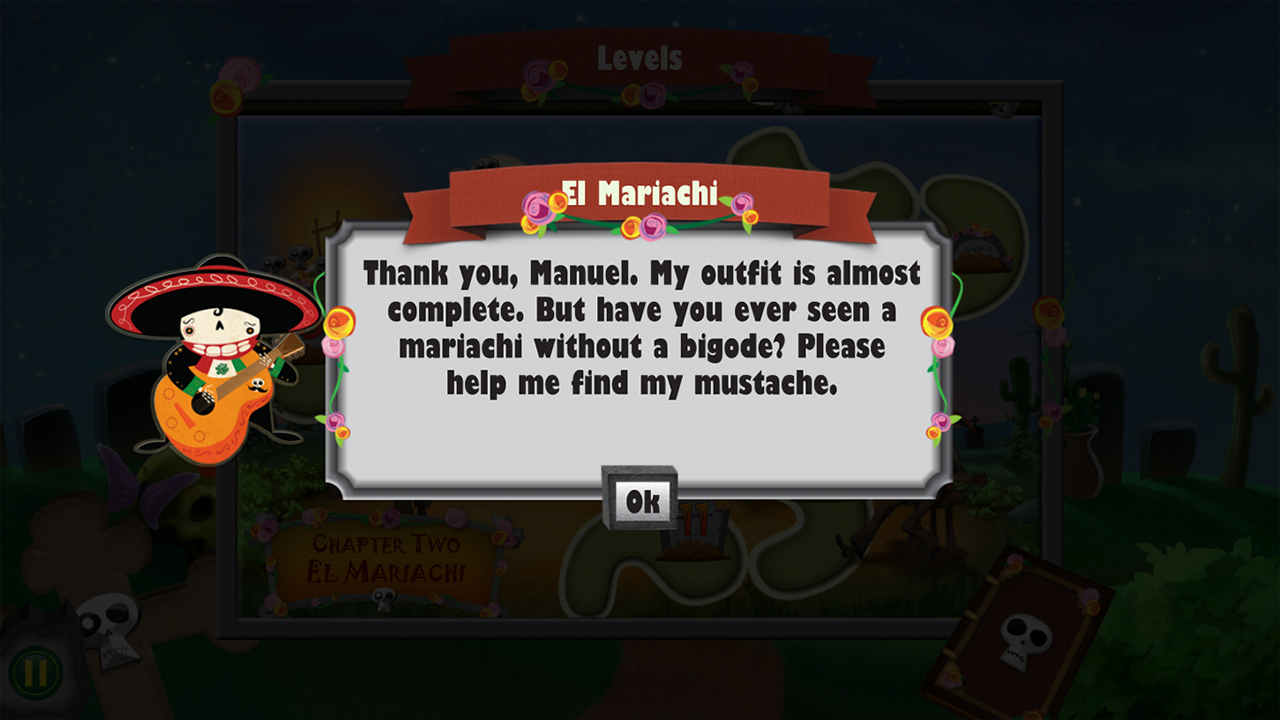 Levels
El Mariachi
Thank you, Manuel. My outfit is almost
complete. But have you ever seen a
mariachi without a bigode? Please
help me find my mustache.
Ok
Chapter Two
El Mariachi